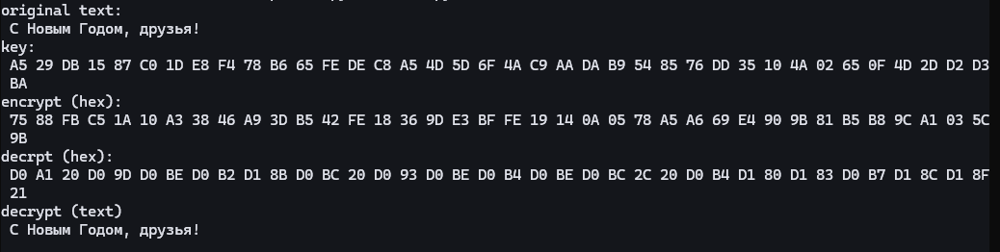 original text:
С Новым Годом, друзья!
key:
A5 29 DB 15 87 C0 1D E8 F4 78 B6 65 FE DE C8 A5 4D 5D 6F 4A C9 AA DA B9 54 85 76 DD 35 10 4A 02 65 0F 4D 2D D2 D3
BA
encrypt (hex):
75 88 FB C5 1A 10 A3 38 46 A9 3D B5 42 FE 18 36 9D E3 BF FE 19 14 0A 05 78 A5 A6 69 E4 90 9B 81 B5 B8 9C A1 03 5C
9B
decrpt (hex):
D0 A1 20 D0 9D D0 BE D0 B2 D1 8B D0 BC 20 D0 93 D0 BE D0 B4 D0 BE D0 BC 2C 20 D0 B4 D1 80 D1 83 D0 B7 D1 8C D1 8F
21
decrypt (text)
С Новым Годом, друзья!